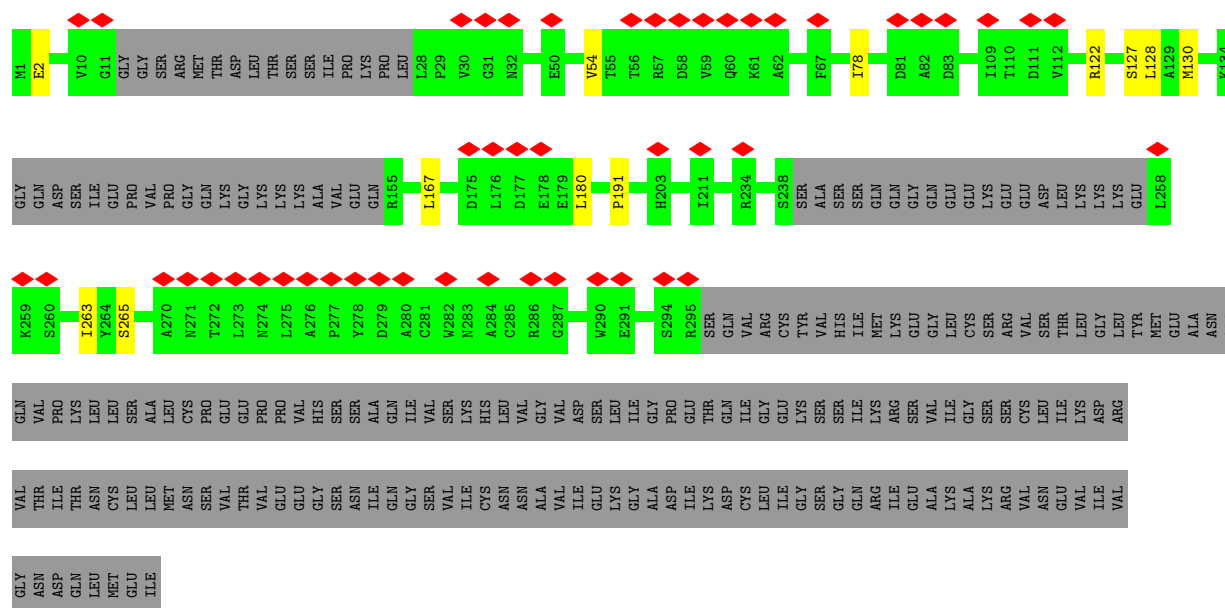 M1 E2 V10 G11 GLY GLY SER ARG MET THR ASP LEU THR SER SER ILE PRO LYS PRO LEU L28 P29 V30 G31 N32 E50 V54 T55 T56 R57 D58 V59 Q60 K61 A62 F67 I78 D81 A82 D83 I109 T110 D111 V112 R122 S127 L128 A129 M130 K131
GLY GLN ASP SER ILE GLU PRO VAL PRO GLY GLN LYS GLY LYS LYS LYS ALA VAL GLU GLN R155 L167 D175 L176 D177 E178 E179 L180 P191 H203 I211 R234 S238 SER ALA SER SER GLN GLN GLY GLN GLU GLU LYS GLU GLU ASP LEU LYS LYS LYS GLU L258
K259 S260 I263 Y264 S265 A270 N271 T272 L273 N274 L275 A276 P277 Y278 D279 A280 C281 W282 N283 A284 C285 R286 G287 W290 E291 S294 R295 SER GLN VAL ARG CYS TYR VAL HIS ILE MET LYS GLU GLY LEU CYS SER ARG VAL SER THR LEU GLY LEU TYR MET GLU ALA ASN
GLN VAL PRO LYS LEU LEU SER ALA LEU CYS PRO GLU GLU PRO PRO VAL HIS SER SER ALA GLN ILE VAL SER LYS HIS LEU VAL GLY VAL ASP SER LEU ILE GLY PRO GLU THR GLN ILE GLY GLU LYS SER SER ILE LYS ARG SER VAL ILE GLY SER SER CYS LEU ILE LYS ASP ARG
VAL THR ILE THR ASN CYS LEU LEU MET ASN SER VAL THR VAL GLU GLU GLY SER ASN ILE GLN GLY SER VAL ILE CYS ASN ASN ALA VAL ILE GLU LYS GLY ALA ASP ILE LYS ASP CYS LEU ILE GLY SER GLY GLN ARG ILE GLU ALA LYS ALA LYS ARG VAL ASN GLU VAL ILE VAL
GLY ASN ASP GLN LEU MET GLU ILE